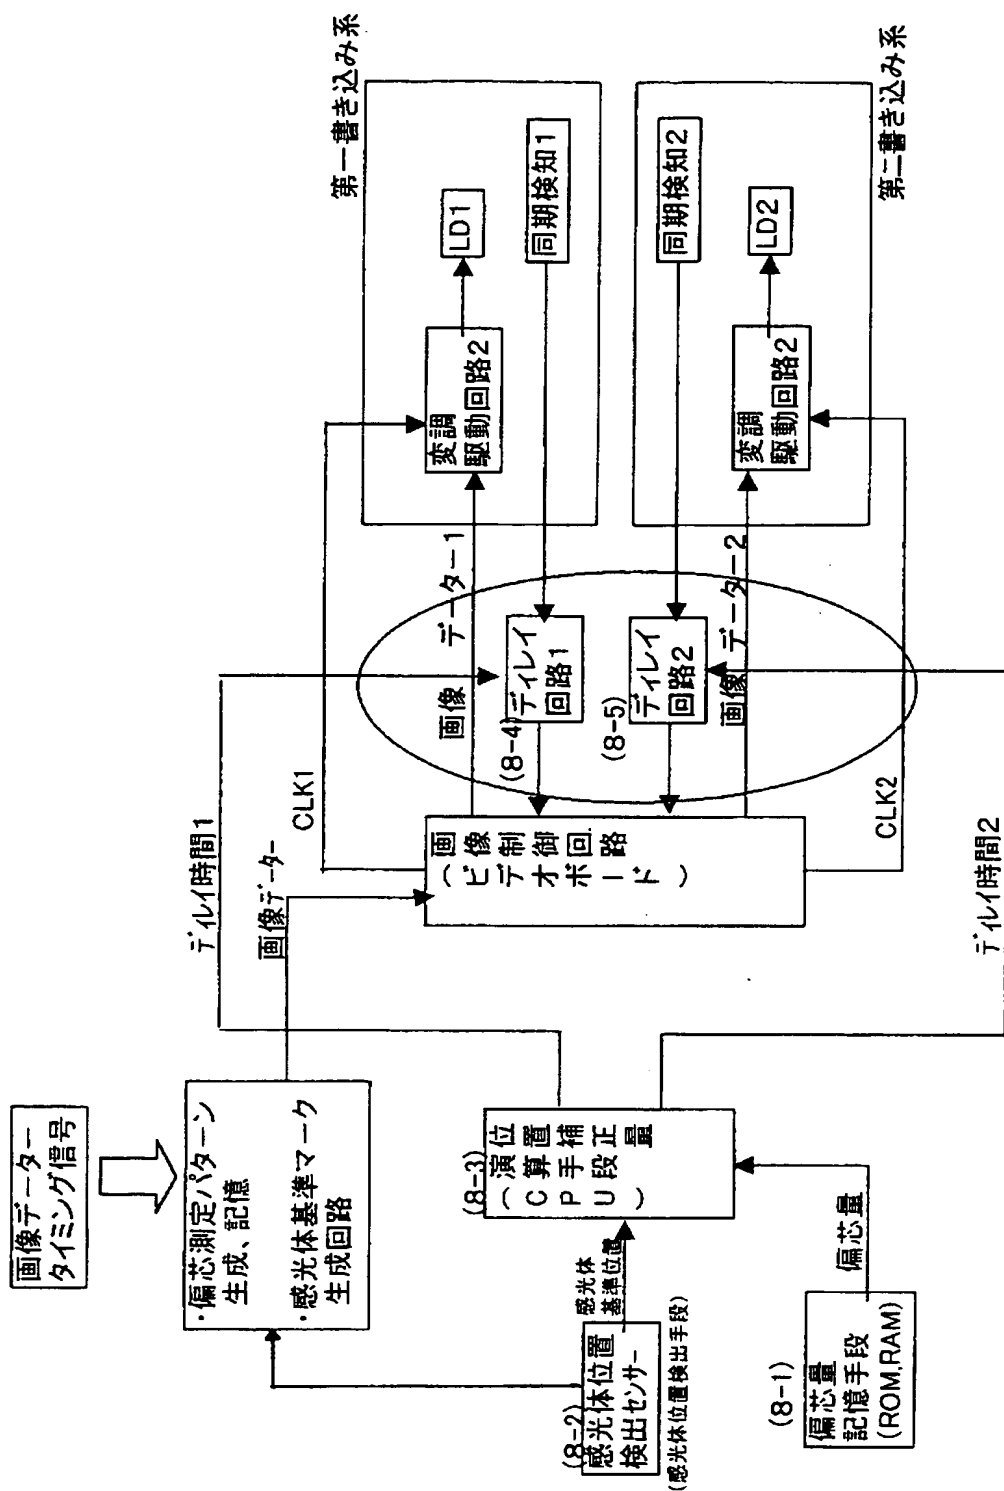 画像データー
タイミング信号
・偏芯測定パターン
生成、記憶
・感光体基準マーク
生成回路
(8-2)
感光体位置
検出センサー
(感光体位置検出手段)
感光体
基準位置
(8-1)
偏芯量
記憶手段
(ROM,RAM)
偏芯量
(8-3)
位置補正量
演算手段
(CPU)
ディレイ時間1
画像データー
CLK1
画像制御回路
(ビデオボード)
CLK2
ディレイ時間2
画像 データー1
(8-4)
ディレイ
回路1
(8-5)
ディレイ
回路2
画像 データー2
第一書き込み系
変調
駆動回路2
LD1
同期検知1
同期検知2
変調
駆動回路2
LD2
第二書き込み系